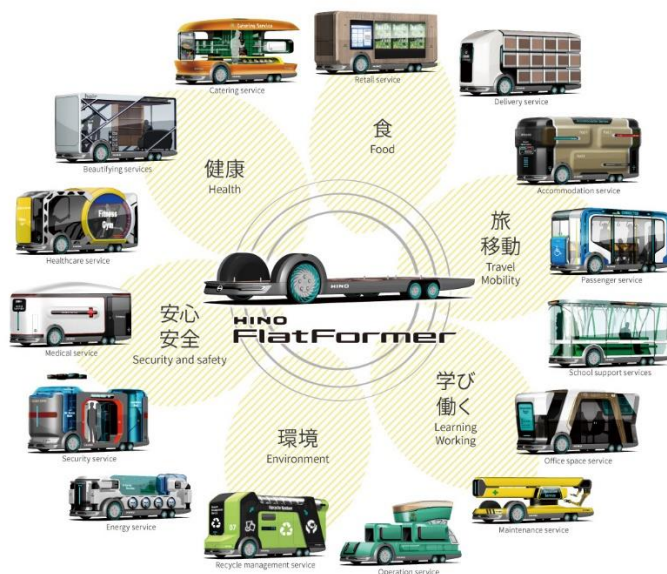 Catering service
Retail service
Delivery service
食
Food
健康
Health
Beautifying services
Accommodation service
旅
移動
Travel
Mobility
Fitness
Gym
Healthcare service
Passenger service
HINO
HINO
FlatFormer
安心
安全
Security and safety
Medical service
School support services
学び
働く
Learning
Working
環境
Environment
Security service
Office space service
Energy service
Maintenance service
57
Recycle management service
Operation service